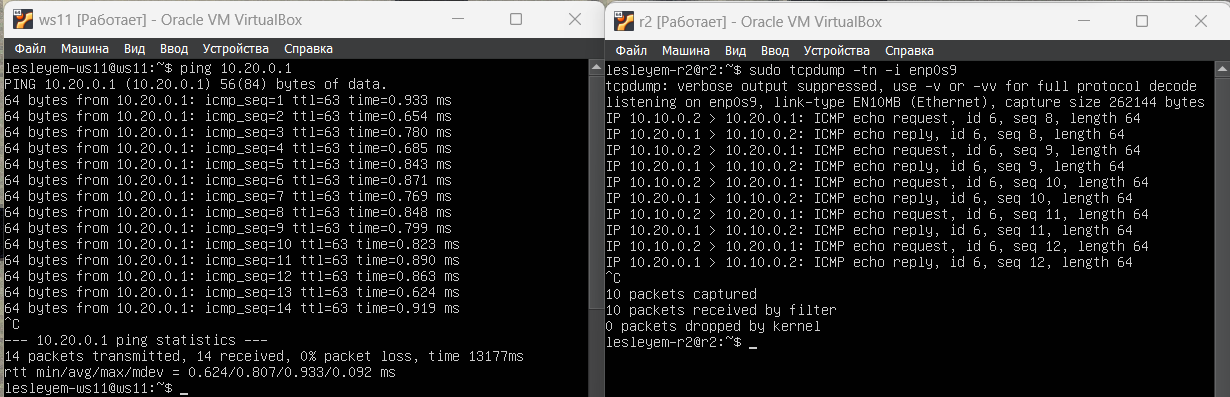 ws11 [Работает] - Oracle VM VirtualBox
Файл Машина Вид Ввод Устройства Справка
lesleyem-ws11@ws11:~$ ping 10.20.0.1
PING 10.20.0.1 (10.20.0.1) 56(84) bytes of data.
64 bytes from 10.20.0.1: icmp_seq=1 ttl=63 time=0.933 ms
64 bytes from 10.20.0.1: icmp_seq=2 ttl=63 time=0.654 ms
64 bytes from 10.20.0.1: icmp_seq=3 ttl=63 time=0.780 ms
64 bytes from 10.20.0.1: icmp_seq=4 ttl=63 time=0.685 ms
64 bytes from 10.20.0.1: icmp_seq=5 ttl=63 time=0.843 ms
64 bytes from 10.20.0.1: icmp_seq=6 ttl=63 time=0.871 ms
64 bytes from 10.20.0.1: icmp_seq=7 ttl=63 time=0.769 ms
64 bytes from 10.20.0.1: icmp_seq=8 ttl=63 time=0.848 ms
64 bytes from 10.20.0.1: icmp_seq=9 ttl=63 time=0.799 ms
64 bytes from 10.20.0.1: icmp_seq=10 ttl=63 time=0.823 ms
64 bytes from 10.20.0.1: icmp_seq=11 ttl=63 time=0.890 ms
64 bytes from 10.20.0.1: icmp_seq=12 ttl=63 time=0.863 ms
64 bytes from 10.20.0.1: icmp_seq=13 ttl=63 time=0.624 ms
64 bytes from 10.20.0.1: icmp_seq=14 ttl=63 time=0.919 ms
^C
--- 10.20.0.1 ping statistics ---
14 packets transmitted, 14 received, 0% packet loss, time 13177ms
rtt min/avg/max/mdev = 0.624/0.807/0.933/0.092 ms
lesleyem-ws11@ws11:~$ _
r2 [Работает] - Oracle VM VirtualBox
Файл Машина Вид Ввод Устройства Справка
lesleyem-r2@r2:~$ sudo tcpdump -tn -i enp0s9
tcpdump: verbose output suppressed, use -v or -vv for full protocol decode
listening on enp0s9, link-type EN10MB (Ethernet), capture size 262144 bytes
IP 10.10.0.2 > 10.20.0.1: ICMP echo request, id 6, seq 8, length 64
IP 10.20.0.1 > 10.10.0.2: ICMP echo reply, id 6, seq 8, length 64
IP 10.10.0.2 > 10.20.0.1: ICMP echo request, id 6, seq 9, length 64
IP 10.20.0.1 > 10.10.0.2: ICMP echo reply, id 6, seq 9, length 64
IP 10.10.0.2 > 10.20.0.1: ICMP echo request, id 6, seq 10, length 64
IP 10.20.0.1 > 10.10.0.2: ICMP echo reply, id 6, seq 10, length 64
IP 10.10.0.2 > 10.20.0.1: ICMP echo request, id 6, seq 11, length 64
IP 10.20.0.1 > 10.10.0.2: ICMP echo reply, id 6, seq 11, length 64
IP 10.10.0.2 > 10.20.0.1: ICMP echo request, id 6, seq 12, length 64
IP 10.20.0.1 > 10.10.0.2: ICMP echo reply, id 6, seq 12, length 64
^C
10 packets captured
10 packets received by filter
0 packets dropped by kernel
lesleyem-r2@r2:~$ _